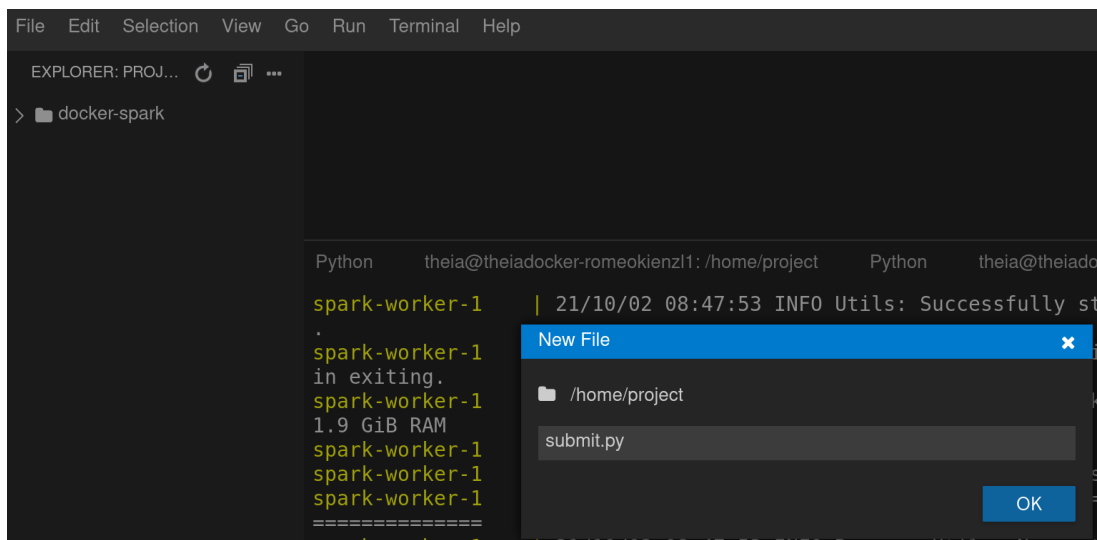 File Edit Selection View Go Run Terminal Help
EXPLORER: PROJ...
docker-spark
Python theia@theiadocker-romeokienzl1: /home/project Python theia@theiado
spark-worker-1 | 21/10/02 08:47:53 INFO Utils: Successfully st
.
spark-worker-1
in exiting.
spark-worker-1
1.9 GiB RAM
spark-worker-1
spark-worker-1
spark-worker-1
==============
New File
/home/project
submit.py
OK